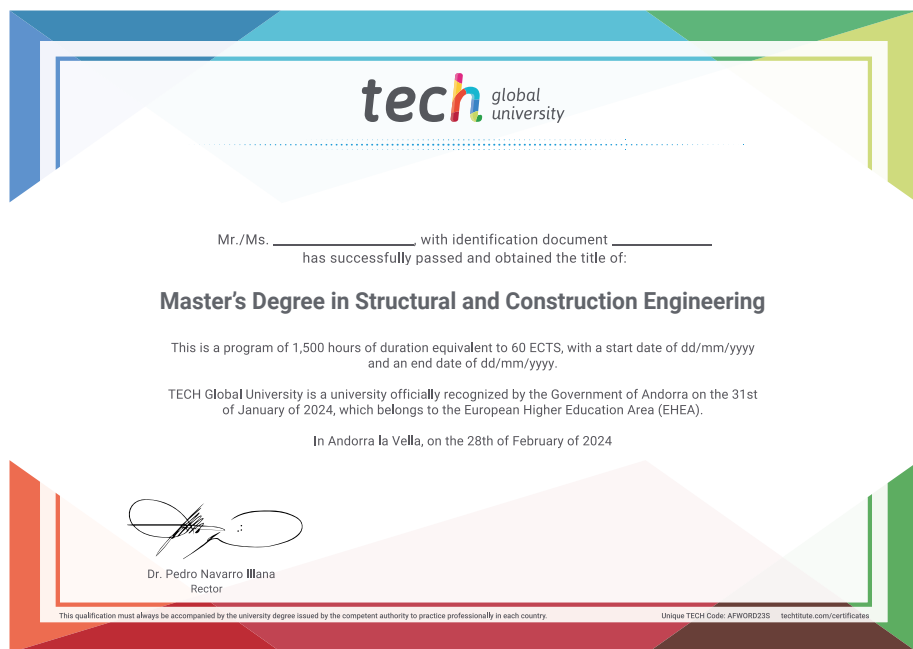 tech global university
Mr./Ms. ____________________, with identification document ______________
has successfully passed and obtained the title of:
Master's Degree in Structural and Construction Engineering
This is a program of 1,500 hours of duration equivalent to 60 ECTS, with a start date of dd/mm/yyyy
and an end date of dd/mm/yyyy.
TECH Global University is a university officially recognized by the Government of Andorra on the 31st
of January of 2024, which belongs to the European Higher Education Area (EHEA).
In Andorra la Vella, on the 28th of February of 2024
Dr. Pedro Navarro Illana
Rector
This qualification must always be accompanied by the university degree issued by the competent authority to practice professionally in each country.
Unique TECH Code: AFWORD23S techtitute.com/certificates